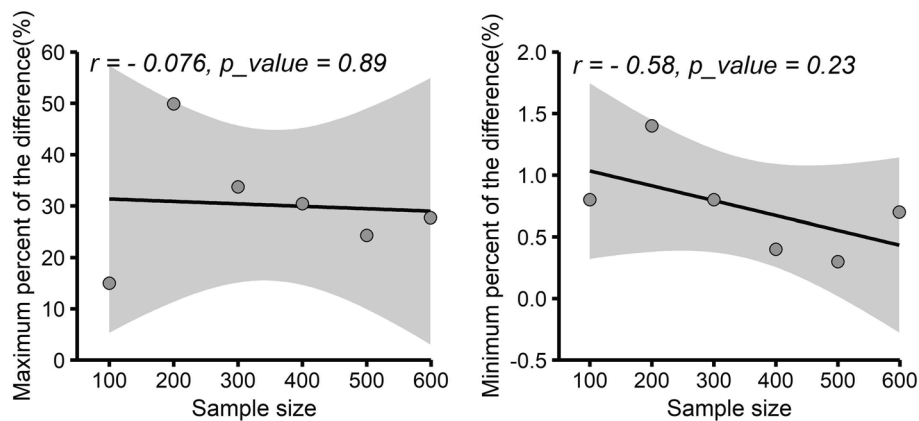 Maximum percent of the difference(%)
60
50
40
30
20
10
0
r = - 0.076, p_value = 0.89
100 200 300 400 500 600
Sample size
Minimum percent of the difference(%)
2.0
1.5
1.0
0.5
0.0
-0.5
r = - 0.58, p_value = 0.23
100 200 300 400 500 600
Sample size